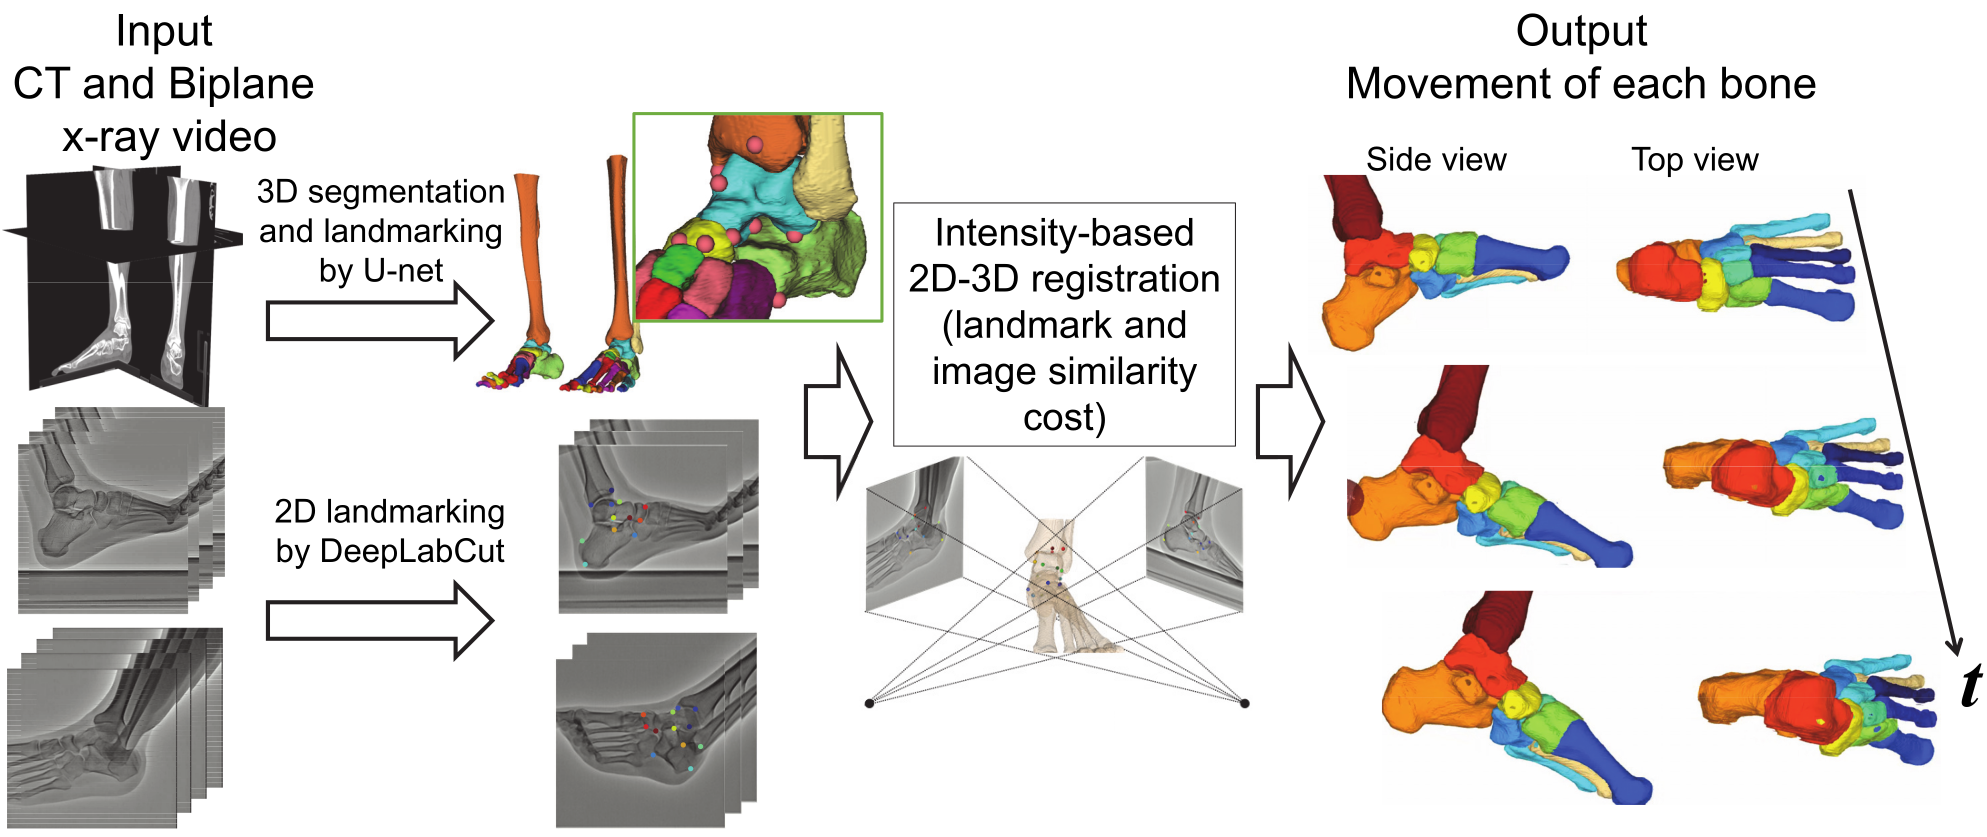 Input
CT and Biplane
x-ray video
3D segmentation
and landmarking
by U-net
2D landmarking
by DeepLabCut
Intensity-based
2D-3D registration
(landmark and
image similarity
cost)
Output
Movement of each bone
Side view
Top view
t